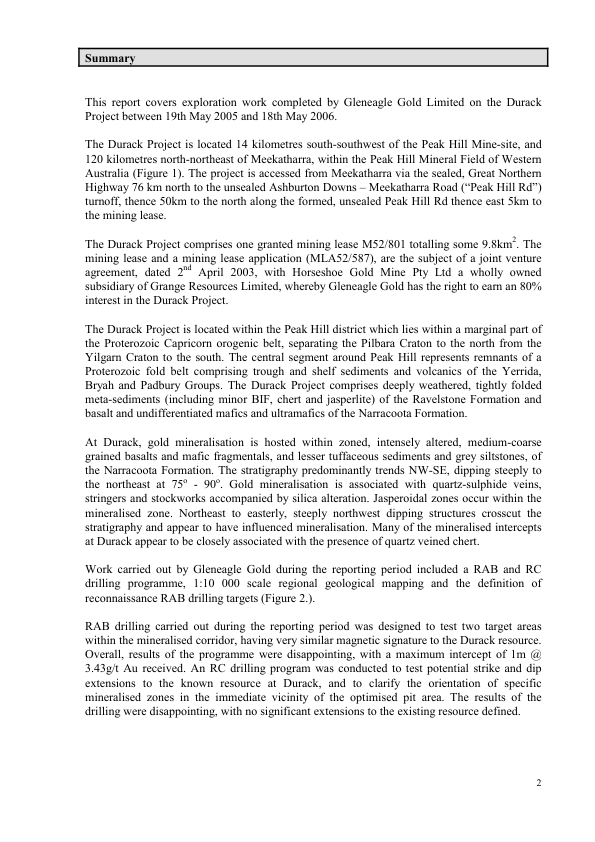 Summary
This report covers exploration work completed by Gleneagle Gold Limited on the Durack
Project between 19th May 2005 and 18th May 2006.
The Durack Project is located 14 kilometres south-southwest of the Peak Hill Mine-site, and
120 kilometres north-northeast of Meekatharra, within the Peak Hill Mineral Field of Western
Australia (Figure 1). The project is accessed from Meekatharra via the sealed, Great Northern
Highway 76 km north to the unsealed Ashburton Downs – Meekatharra Road (“Peak Hill Rd”)
turnoff, thence 50km to the north along the formed, unsealed Peak Hill Rd thence east 5km to
the mining lease.
The Durack Project comprises one granted mining lease M52/801 totalling some 9.8km2. The
mining lease and a mining lease application (MLA52/587), are the subject of a joint venture
agreement, dated 2nd April 2003, with Horseshoe Gold Mine Pty Ltd a wholly owned
subsidiary of Grange Resources Limited, whereby Gleneagle Gold has the right to earn an 80%
interest in the Durack Project.
The Durack Project is located within the Peak Hill district which lies within a marginal part of
the Proterozoic Capricorn orogenic belt, separating the Pilbara Craton to the north from the
Yilgarn Craton to the south. The central segment around Peak Hill represents remnants of a
Proterozoic fold belt comprising trough and shelf sediments and volcanics of the Yerrida,
Bryah and Padbury Groups. The Durack Project comprises deeply weathered, tightly folded
meta-sediments (including minor BIF, chert and jasperlite) of the Ravelstone Formation and
basalt and undifferentiated mafics and ultramafics of the Narracoota Formation.
At Durack, gold mineralisation is hosted within zoned, intensely altered, medium-coarse
grained basalts and mafic fragmentals, and lesser tuffaceous sediments and grey siltstones, of
the Narracoota Formation. The stratigraphy predominantly trends NW-SE, dipping steeply to
the northeast at 75o - 90o. Gold mineralisation is associated with quartz-sulphide veins,
stringers and stockworks accompanied by silica alteration. Jasperoidal zones occur within the
mineralised zone. Northeast to easterly, steeply northwest dipping structures crosscut the
stratigraphy and appear to have influenced mineralisation. Many of the mineralised intercepts
at Durack appear to be closely associated with the presence of quartz veined chert.
Work carried out by Gleneagle Gold during the reporting period included a RAB and RC
drilling programme, 1:10 000 scale regional geological mapping and the definition of
reconnaissance RAB drilling targets (Figure 2.).
RAB drilling carried out during the reporting period was designed to test two target areas
within the mineralised corridor, having very similar magnetic signature to the Durack resource.
Overall, results of the programme were disappointing, with a maximum intercept of 1m @
3.43g/t Au received. An RC drilling program was conducted to test potential strike and dip
extensions to the known resource at Durack, and to clarify the orientation of specific
mineralised zones in the immediate vicinity of the optimised pit area. The results of the
drilling were disappointing, with no significant extensions to the existing resource defined.
2